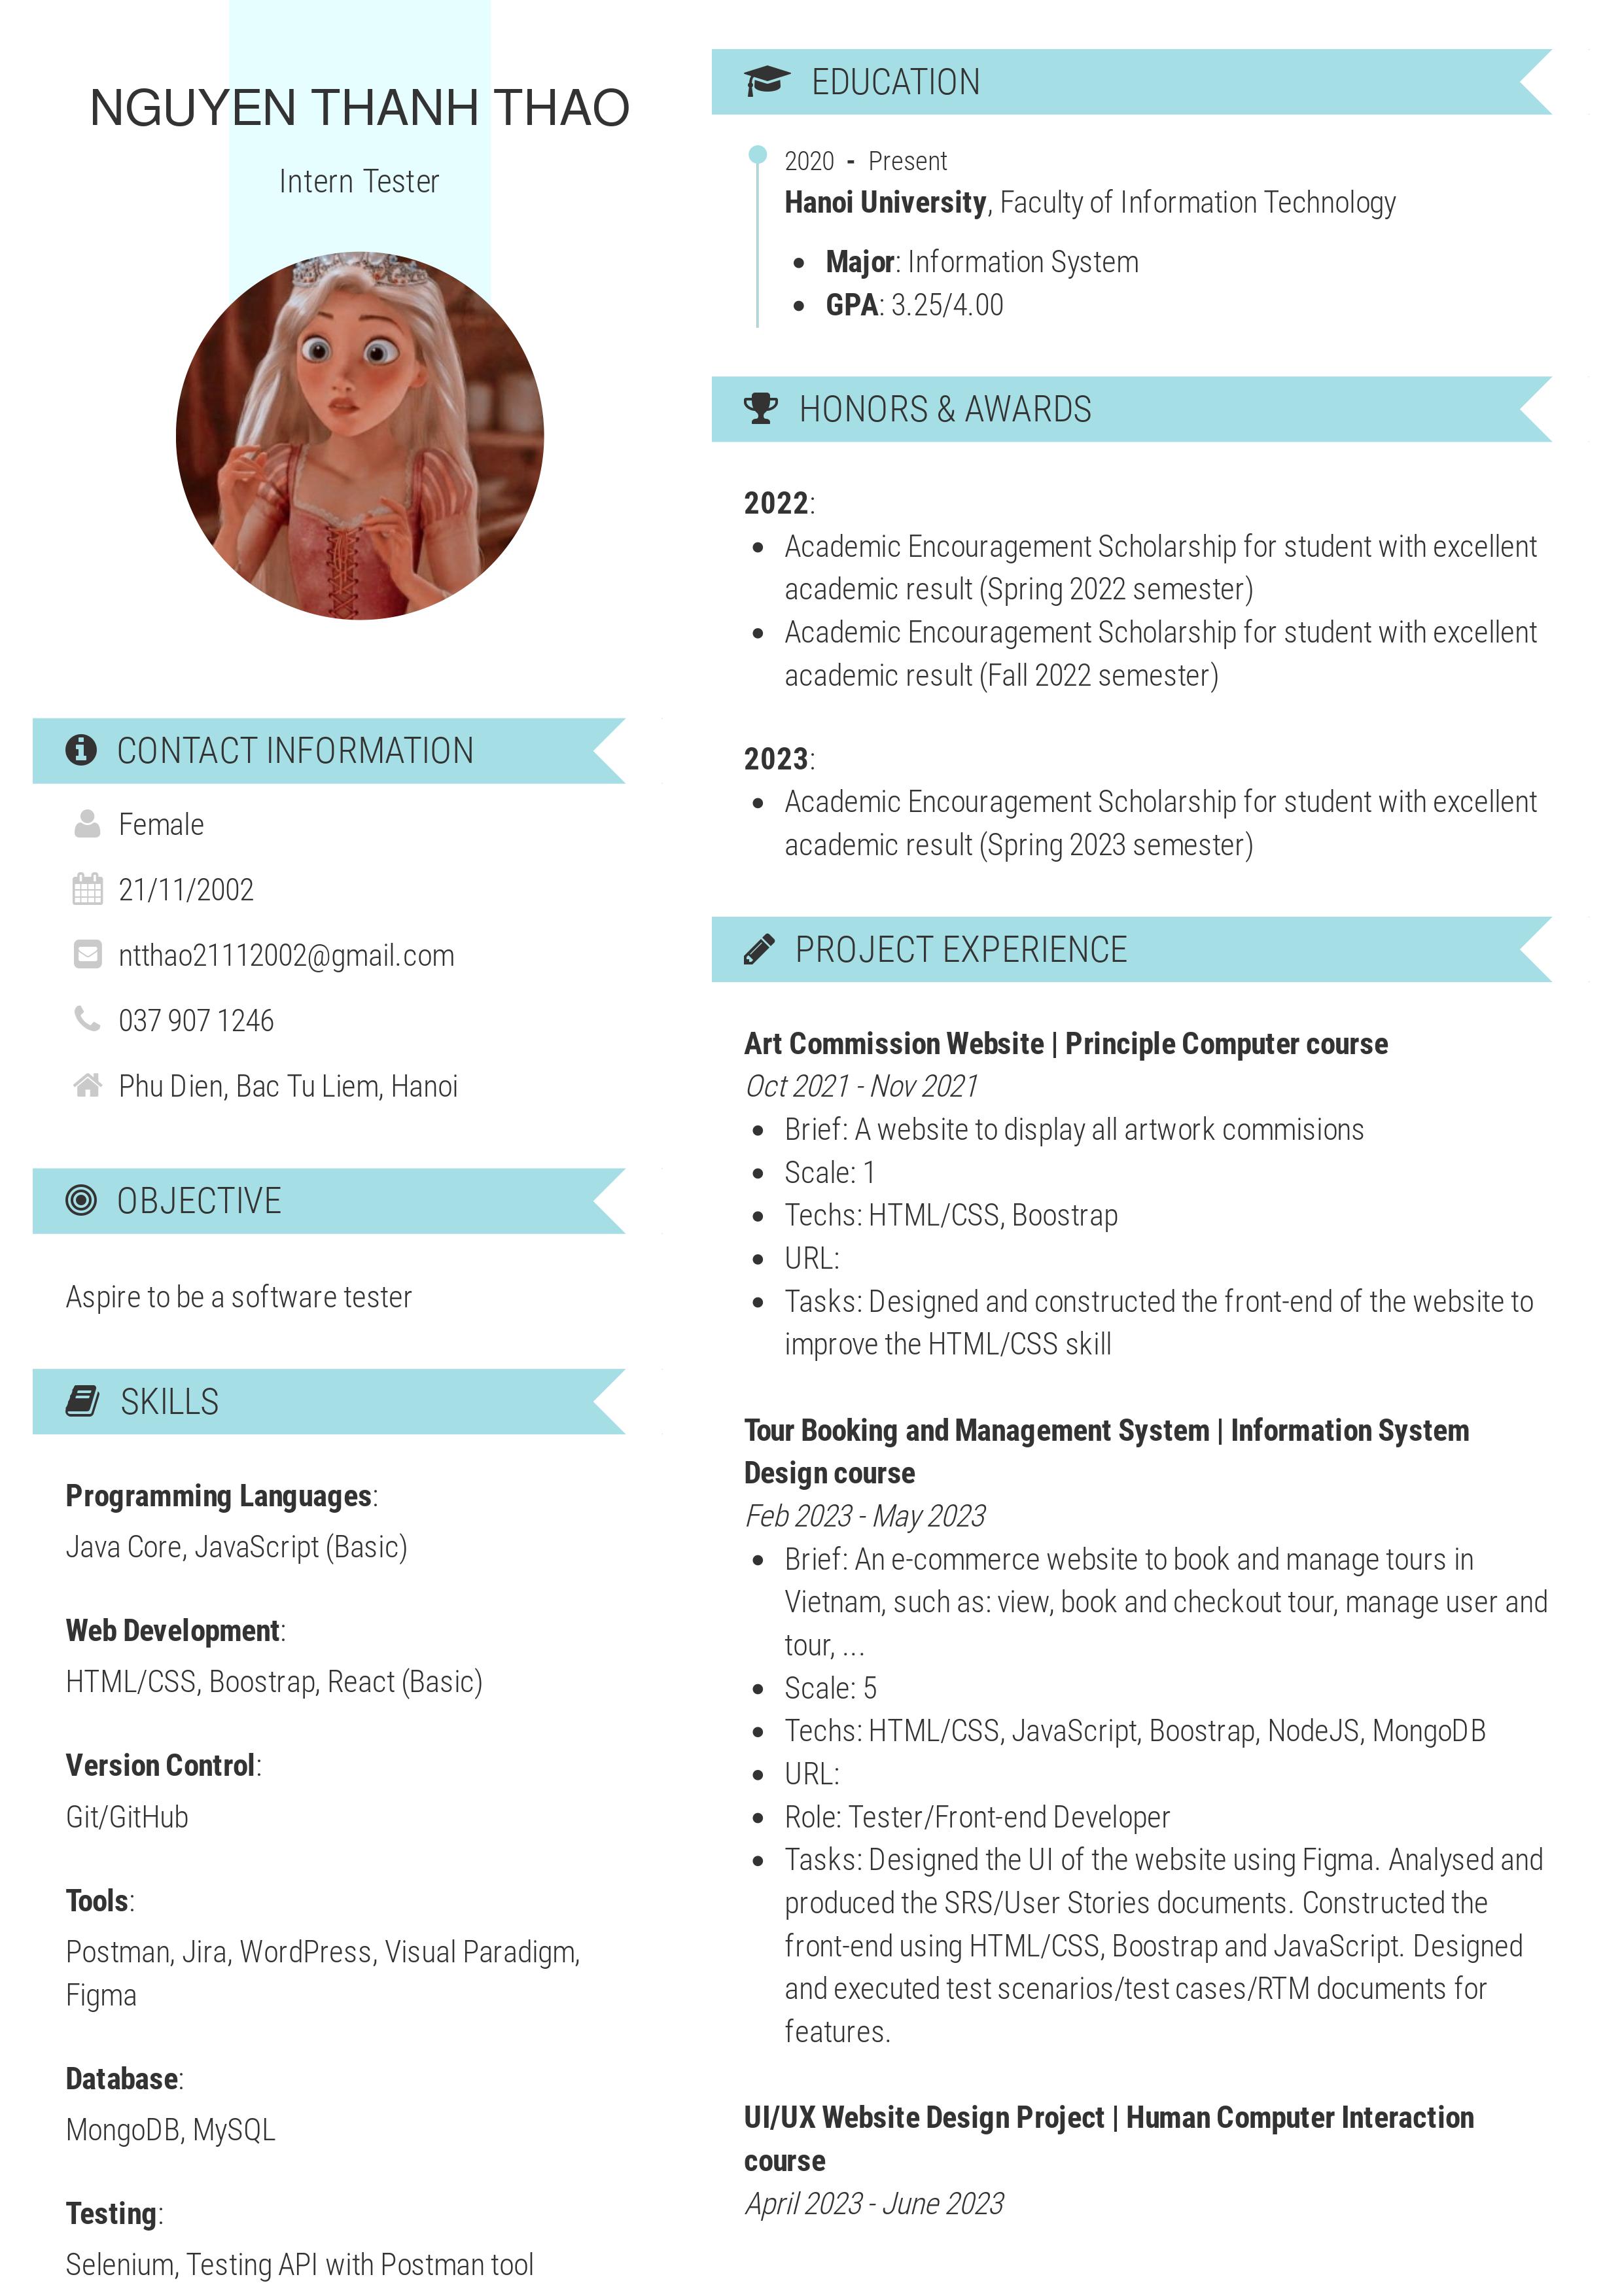 NGUYEN THANH THAO
Intern Tester
CONTACT INFORMATION
Female
21/11/2002
ntthao21112002@gmail.com
037 907 1246
Phu Dien, Bac Tu Liem, Hanoi
OBJECTIVE
Aspire to be a software tester
SKILLS
Programming Languages:
Java Core, JavaScript (Basic)
Web Development:
HTML/CSS, Boostrap, React (Basic)
Version Control:
Git/GitHub
Tools:
Postman, Jira, WordPress, Visual Paradigm,
Figma
Database:
MongoDB, MySQL
Testing:
Selenium, Testing API with Postman tool
EDUCATION
2020 - Present
Hanoi University, Faculty of Information Technology
• Major: Information System
• GPA: 3.25/4.00
HONORS & AWARDS
2022:
• Academic Encouragement Scholarship for student with excellent
academic result (Spring 2022 semester)
• Academic Encouragement Scholarship for student with excellent
academic result (Fall 2022 semester)
2023:
• Academic Encouragement Scholarship for student with excellent
academic result (Spring 2023 semester)
PROJECT EXPERIENCE
Art Commission Website | Principle Computer course
Oct 2021 - Nov 2021
• Brief: A website to display all artwork commisions
• Scale: 1
• Techs: HTML/CSS, Boostrap
• URL:
• Tasks: Designed and constructed the front-end of the website to
improve the HTML/CSS skill
Tour Booking and Management System | Information System
Design course
Feb 2023 - May 2023
• Brief: An e-commerce website to book and manage tours in
Vietnam, such as: view, book and checkout tour, manage user and
tour, ...
• Scale: 5
• Techs: HTML/CSS, JavaScript, Boostrap, NodeJS, MongoDB
• URL:
• Role: Tester/Front-end Developer
• Tasks: Designed the UI of the website using Figma. Analysed and
produced the SRS/User Stories documents. Constructed the
front-end using HTML/CSS, Boostrap and JavaScript. Designed
and executed test scenarios/test cases/RTM documents for
features.
UI/UX Website Design Project | Human Computer Interaction
course
April 2023 - June 2023